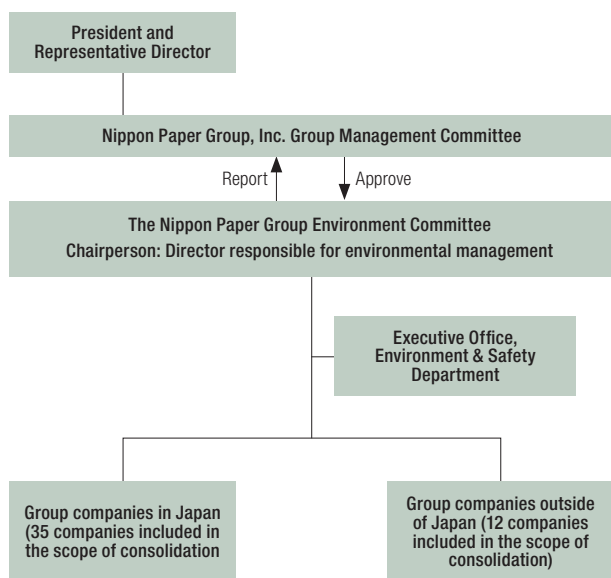 President and
Representative Director
Nippon Paper Group, Inc. Group Management Committee
Report
Approve
The Nippon Paper Group Environment Committee
Chairperson: Director responsible for environmental management
Executive Office,
Environment & Safety
Department
Group companies in Japan
(35 companies included in
the scope of consolidation
Group companies outside
of Japan (12 companies
included in the scope of
consolidation)